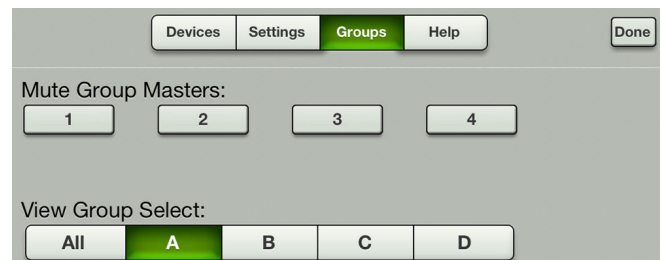 Devices Settings Groups Help Done
Mute Group Masters:
1 2 3 4
View Group Select:
All A B C D